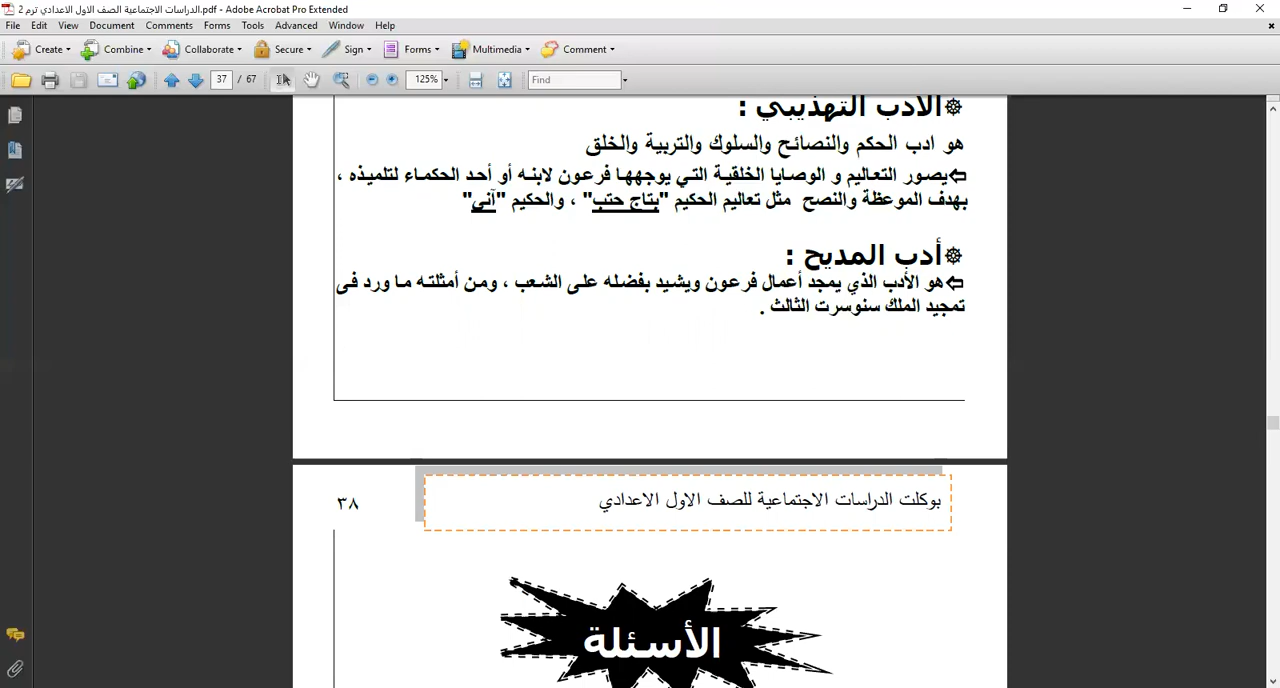 الدراسات الاجتماعية الصف الاول الاعدادي ترم 2.pdf - Adobe Acrobat Pro Extended
File Edit View Document Comments Forms Tools Advanced Window Help
Create Combine Collaborate Secure Sign Forms Multimedia Comment
37 / 67 125% Find
الادب التهذيبي :
هو ادب الحكم والنصائح والسلوك والتربية والخلق
يصور التعاليم و الوصايا الخلقية التي يوجهها فرعون لابنه أو أحد الحكماء لتلميذه ،
بهدف الموعظة والنصح مثل تعاليم الحكيم "بتاج حتب" ، والحكيم "آنى"
أدب المديح :
هو الأدب الذي يمجد أعمال فرعون ويشيد بفضله على الشعب ، ومن أمثلته ما ورد فى
تمجيد الملك سنوسرت الثالث .
بوكلت الدراسات الاجتماعية للصف الاول الاعدادي
٣٨
الأسئلة